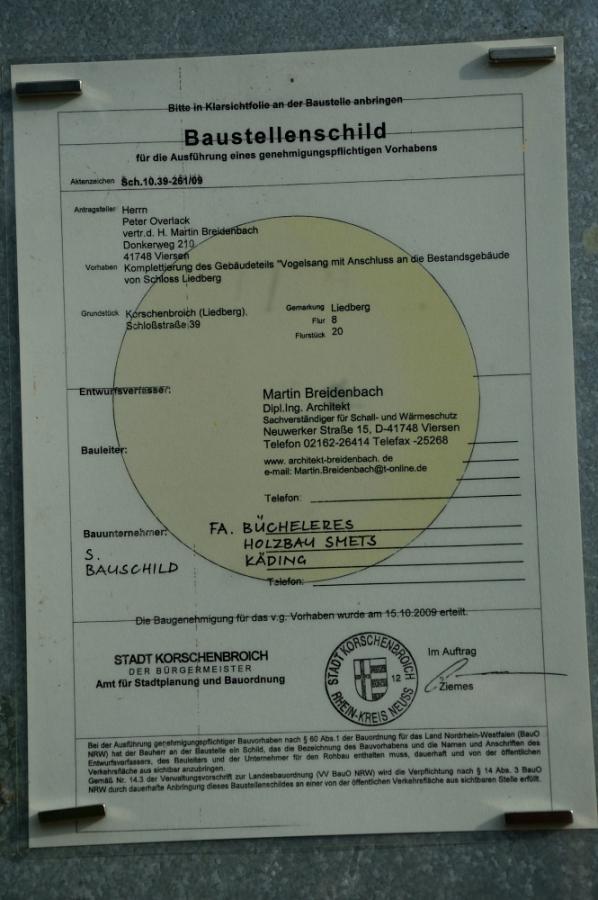 Bitte in Klarsichtfolie an der Baustelle anbringen
Baustellenschild
für die Ausführung eines genehmigungspflichtigen Vorhabens
Aktenzeichen Sch.10.39-261/09
Antragsteller Herrn
Peter Overlack
vertr.d. H. Martin Breidenbach
Donkerweg 210
41748 Viersen
Vorhaben Komplettierung des Gebäudeteils "Vogelsang mit Anschluss an die Bestandsgebäude
von Schloss Liedberg
Grundstück Korschenbroich (Liedberg), Gemarkung Liedberg
Schloßstraße 39 Flur 8
Flurstück 20
Entwurfsverfasser: Martin Breidenbach
Dipl.Ing. Architekt
Sachverständiger für Schall- und Wärmeschutz
Neuwerker Straße 15, D-41748 Viersen
Bauleiter: Telefon 02162-26414 Telefax -25268
www. architekt-breidenbach. de
e-mail: Martin.Breidenbach@t-online.de
Telefon:
Bauunternehmer: FA. BÜCHELERES
S. HOLZBAU SMETS
BAUSCHILD KÄDING
Telefon:
Die Baugenehmigung für das v.g. Vorhaben wurde am 15.10.2009 erteilt.
STADT KORSCHENBROICH
DER BÜRGERMEISTER
Amt für Stadtplanung und Bauordnung
STADT KORSCHENBROICH
12
RHEIN-KREIS NEUSS
Im Auftrag
Ziemes
Bei der Ausführung genehmigungspflichtiger Bauvorhaben nach § 60 Abs.1 der Bauordnung für das Land Nordrhein-Westfalen (BauO
NRW) hat der Bauherr an der Baustelle ein Schild, das die Bezeichnung des Bauvorhabens und die Namen und Anschriften des
Entwurfsverfassers, des Bauleiters und der Unternehmer für den Rohbau enthalten muss, dauerhaft und von der öffentlichen
Verkehrsfläche aus sichtbar anzubringen.
Gemäß Nr. 14.3 der Verwaltungsvorschrift zur Landesbauordnung (VV BauO NRW) wird die Verpflichtung nach § 14 Abs. 3 BauO
NRW durch dauerhafte Anbringung dieses Baustellenschildes an einer von der öffentlichen Verkehrsfläche aus sichtbaren Stelle erfüllt.